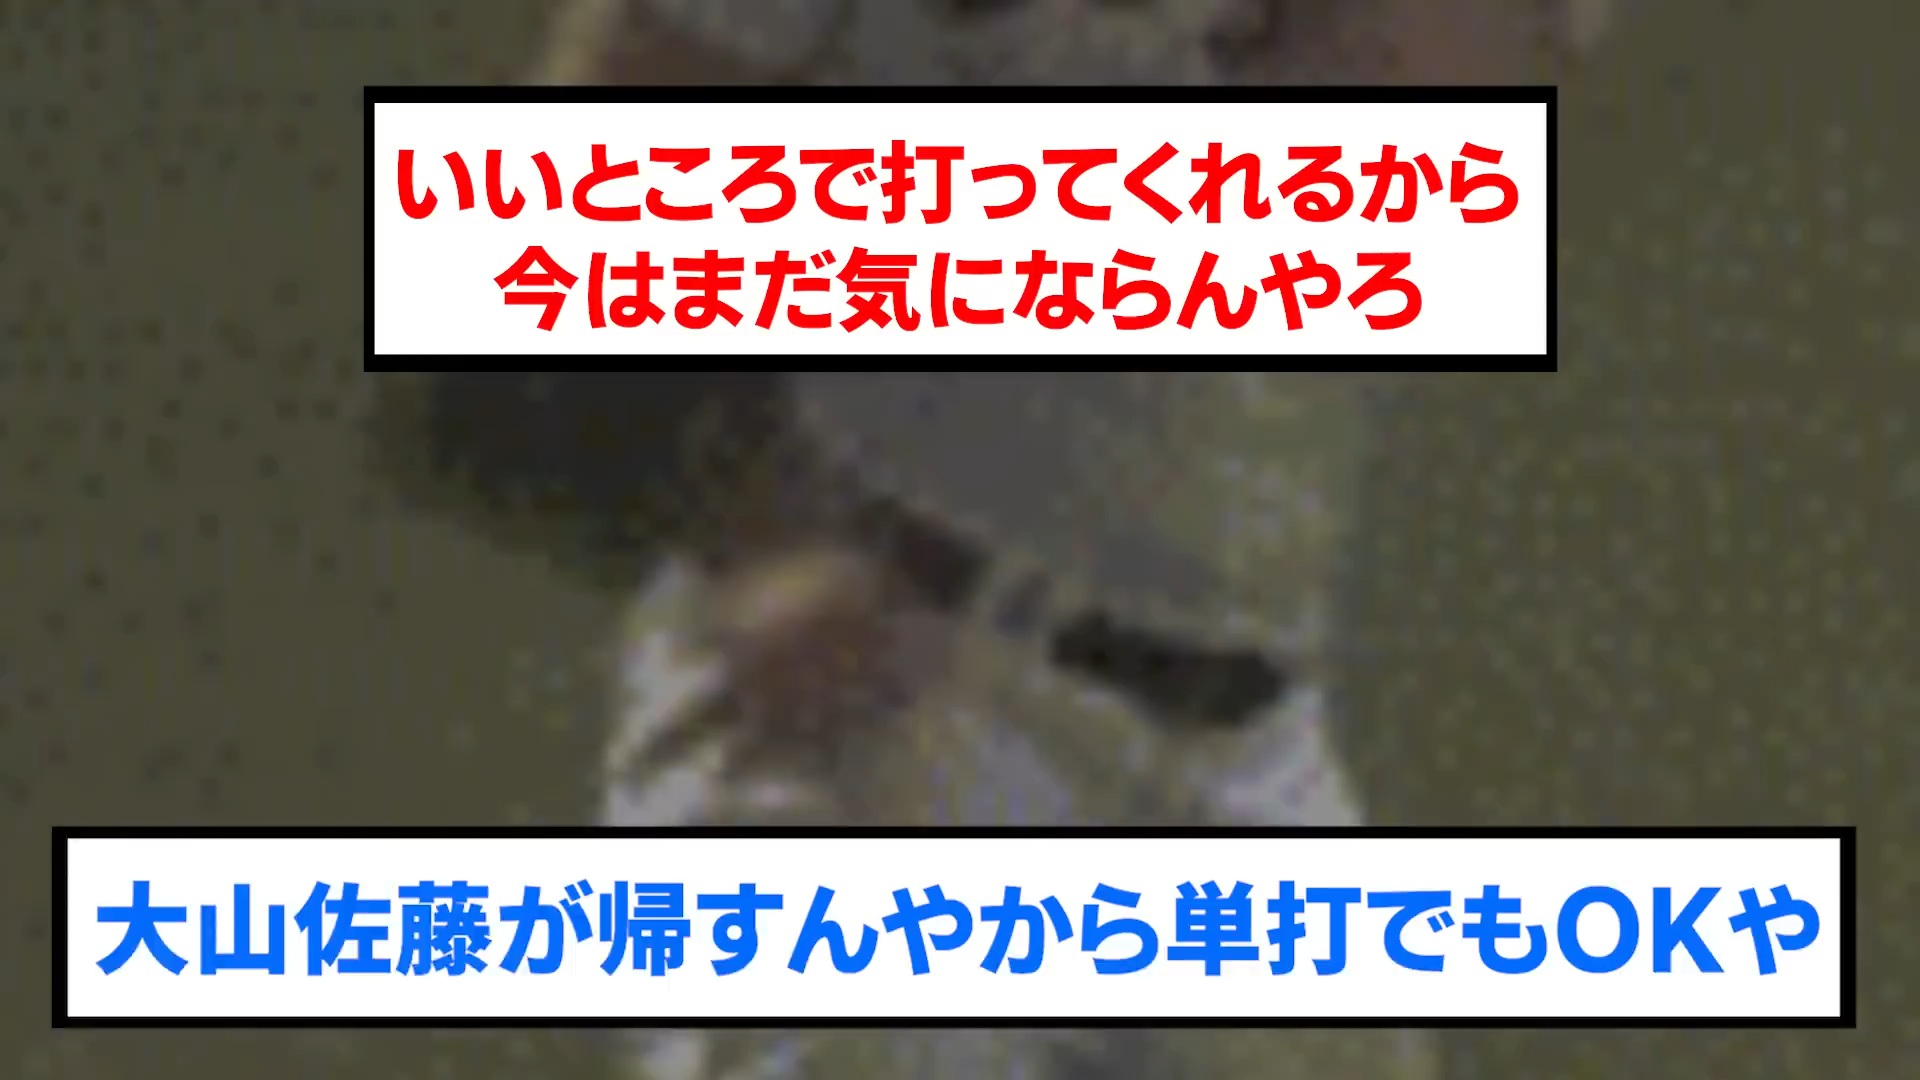 いいところで打ってくれるから
今はまだ気にならんやろ
大山佐藤が帰すんやから単打でもOKや